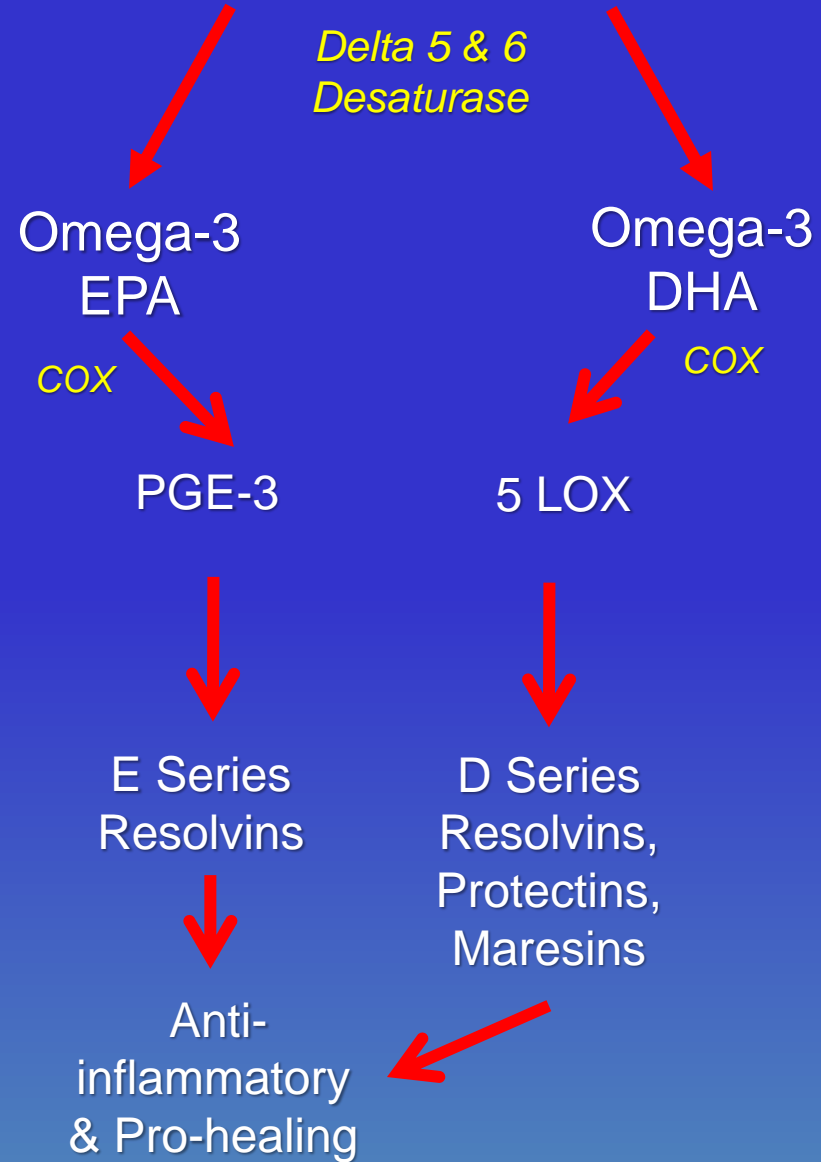 Delta 5 & 6
Desaturase
Omega-3
EPA
Omega-3
DHA
COX
COX
PGE-3
5 LOX
E Series
Resolvins
D Series
Resolvins,
Protectins,
Maresins
Anti-
inflammatory
& Pro-healing